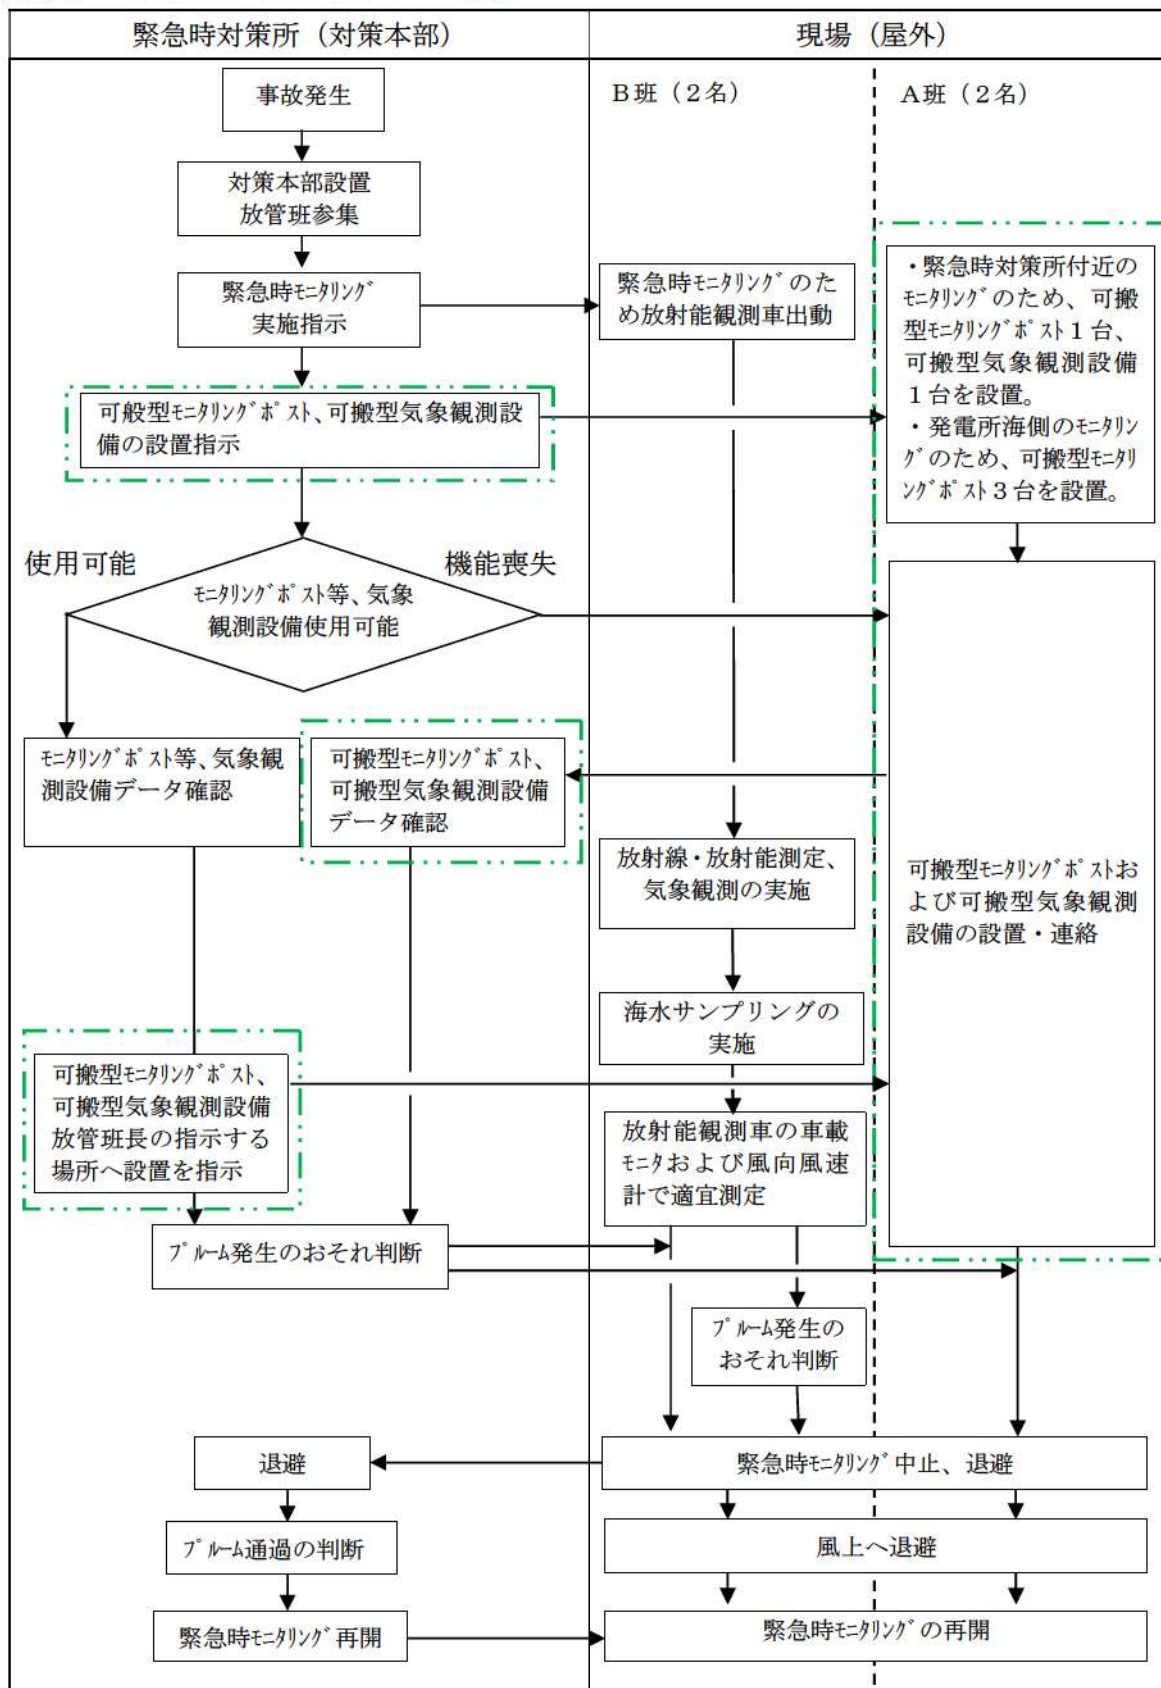 緊急時対策所（対策本部）
現場（屋外）
事故発生
B班（２名）
A班（２名）
対策本部設置
放管班参集
緊急時ﾓﾆﾀﾘﾝｸﾞ
実施指示
緊急時ﾓﾆﾀﾘﾝｸﾞのた
め放射能観測車出動
・緊急時対策所付近の
ﾓﾆﾀﾘﾝｸﾞのため、可搬
型ﾓﾆﾀﾘﾝｸﾞﾎﾟｽﾄ１台、
可搬型気象観測設備
１台を設置。
・発電所海側のﾓﾆﾀﾘﾝ
ｸﾞのため、可搬型ﾓﾆﾀﾘ
ﾝｸﾞﾎﾟｽﾄ３台を設置。
可般型ﾓﾆﾀﾘﾝｸﾞﾎﾟｽﾄ、可搬型気象観測設
備の設置指示
使用可能
機能喪失
ﾓﾆﾀﾘﾝｸﾞﾎﾟｽﾄ等、気象
観測設備使用可能
ﾓﾆﾀﾘﾝｸﾞﾎﾟｽﾄ等、気象観
測設備データ確認
可搬型ﾓﾆﾀﾘﾝｸﾞﾎﾟｽﾄ、
可搬型気象観測設備
データ確認
放射線・放射能測定、
気象観測の実施
可搬型ﾓﾆﾀﾘﾝｸﾞﾎﾟｽﾄお
よび可搬型気象観測
設備の設置・連絡
海水サンプリングの
実施
可搬型ﾓﾆﾀﾘﾝｸﾞﾎﾟｽﾄ、
可搬型気象観測設備
放管班長の指示する
場所へ設置を指示
放射能観測車の車載
ﾓﾆﾀおよび風向風速
計で適宜測定
ﾌﾟﾙｰﾑ発生のおそれ判断
ﾌﾟﾙｰﾑ発生の
おそれ判断
退避
緊急時ﾓﾆﾀﾘﾝｸﾞ中止、退避
ﾌﾟﾙｰﾑ通過の判断
風上へ退避
緊急時ﾓﾆﾀﾘﾝｸﾞ再開
緊急時ﾓﾆﾀﾘﾝｸﾞの再開